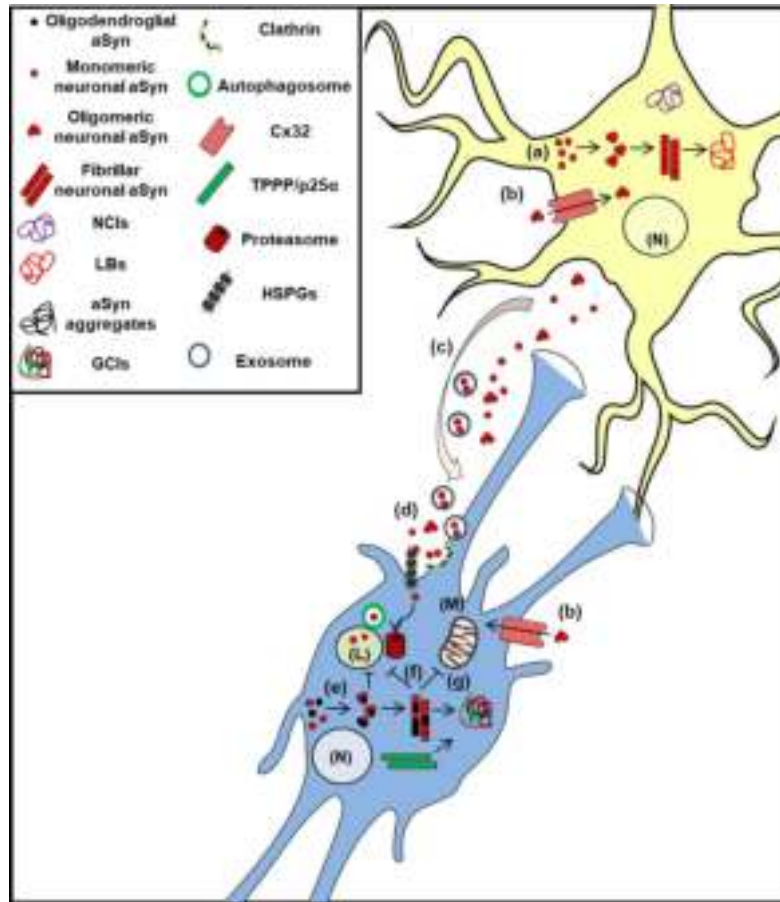 Oligodendroglial
aSyn
Monomeric
neuronal aSyn
Oligomeric
neuronal aSyn
Fibrillar
neuronal aSyn
NCIs
LBs
aSyn
aggregates
GCIs
Clathrin
Autophagosome
Cx32
TPPP/p25α
Proteasome
HSPGs
Exosome
(a)
(b)
(N)
(c)
(d)
(M)
(b)
(L)
(f)
(e)
(g)
(N)